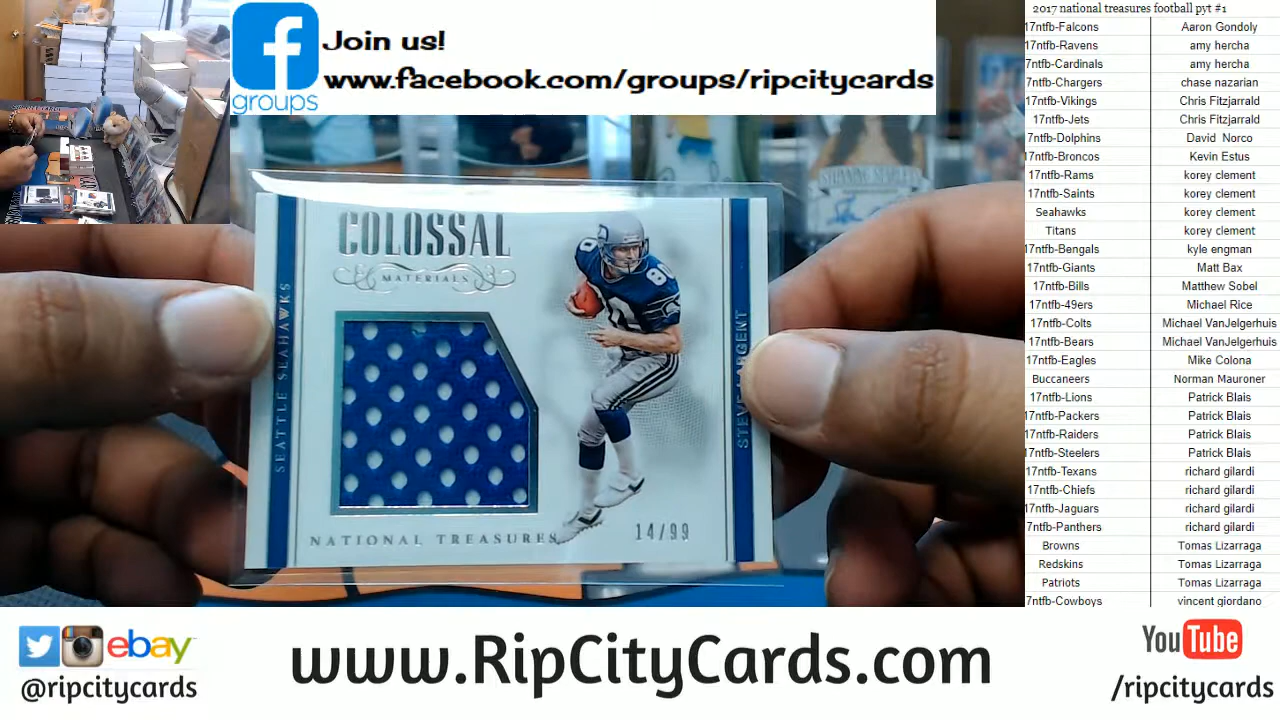 Join us!
www.facebook.com/groups/ripcitycards
groups
COLOSSAL
MATERIALS
SEATTLE SEAHAWKS
80
NATIONAL TREASURES
14/99
2017 national treasures football pyt #1
17ntfb-Falcons Aaron Gondoly
17ntfb-Ravens amy hercha
7ntfb-Cardinals amy hercha
7ntfb-Chargers chase nazarian
17ntfb-Vikings Chris Fitzjarrald
17ntfb-Jets Chris Fitzjarrald
7ntfb-Dolphins David Norco
17ntfb-Broncos Kevin Estus
17ntfb-Rams korey clement
17ntfb-Saints korey clement
Seahawks korey clement
Titans korey clement
17ntfb-Bengals kyle engman
17ntfb-Giants Matt Bax
17ntfb-Bills Matthew Sobel
17ntfb-49ers Michael Rice
17ntfb-Colts Michael VanJelgerhuis
17ntfb-Bears Michael VanJelgerhuis
17ntfb-Eagles Mike Colona
Buccaneers Norman Mauroner
17ntfb-Lions Patrick Blais
17ntfb-Packers Patrick Blais
17ntfb-Raiders Patrick Blais
17ntfb-Steelers Patrick Blais
17ntfb-Texans richard gilardi
17ntfb-Chiefs richard gilardi
17ntfb-Jaguars richard gilardi
7ntfb-Panthers richard gilardi
Browns Tomas Lizarraga
Redskins Tomas Lizarraga
Patriots Tomas Lizarraga
7ntfb-Cowboys vincent giordano
ebay
@ripcitycards
www.RipCityCards.com
YouTube
/ripcitycards